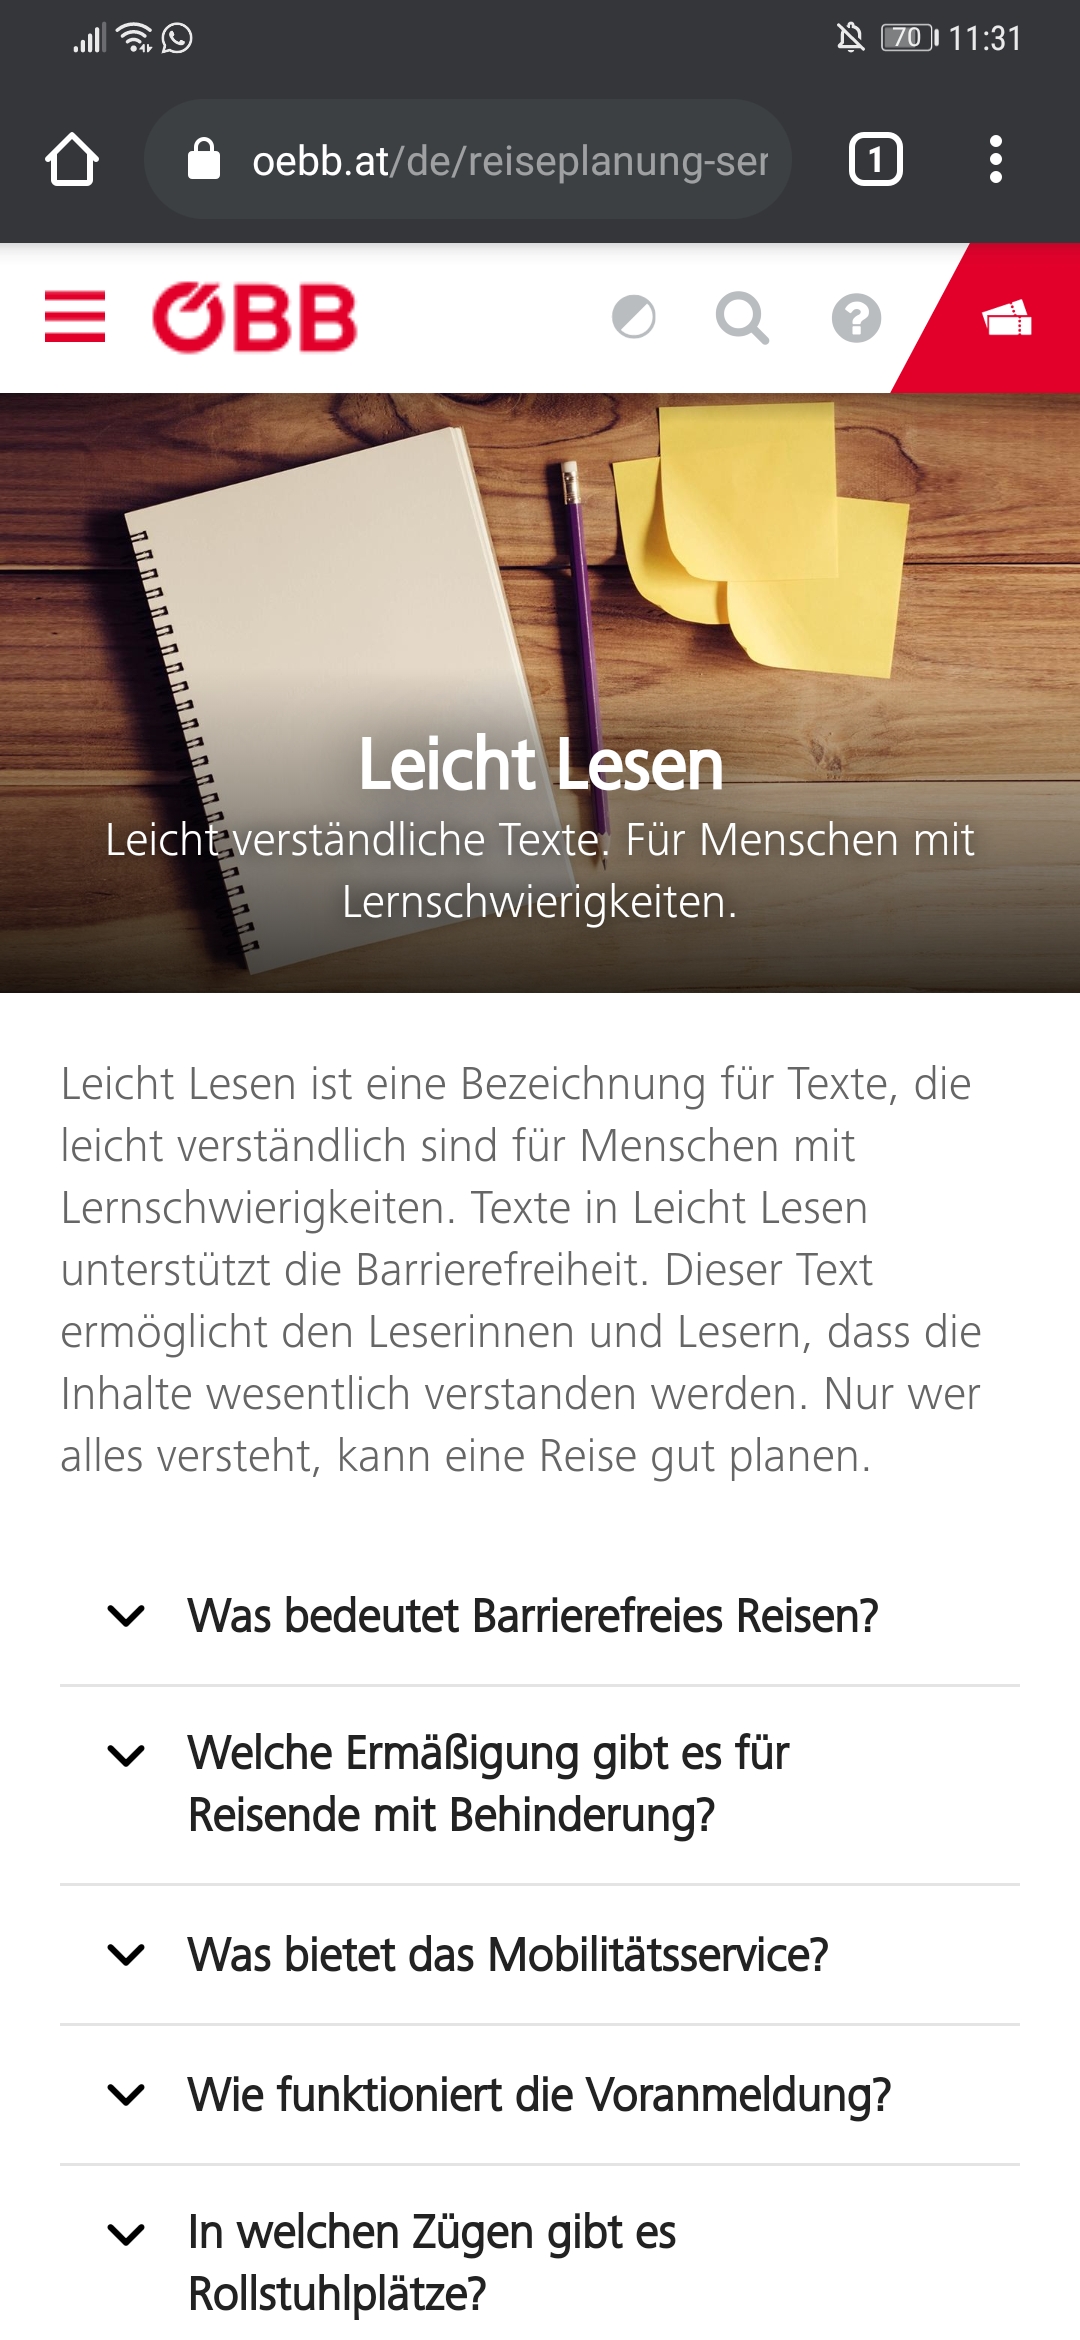 70 11:31
oebb.at/de/reiseplanung-ser
1
ÖBB
?
Leicht Lesen
Leicht verständliche Texte. Für Menschen mit
Lernschwierigkeiten.
Leicht Lesen ist eine Bezeichnung für Texte, die
leicht verständlich sind für Menschen mit
Lernschwierigkeiten. Texte in Leicht Lesen
unterstützt die Barrierefreiheit. Dieser Text
ermöglicht den Leserinnen und Lesern, dass die
Inhalte wesentlich verstanden werden. Nur wer
alles versteht, kann eine Reise gut planen.
Was bedeutet Barrierefreies Reisen?
Welche Ermäßigung gibt es für
Reisende mit Behinderung?
Was bietet das Mobilitätsservice?
Wie funktioniert die Voranmeldung?
In welchen Zügen gibt es
Rollstuhlplätze?